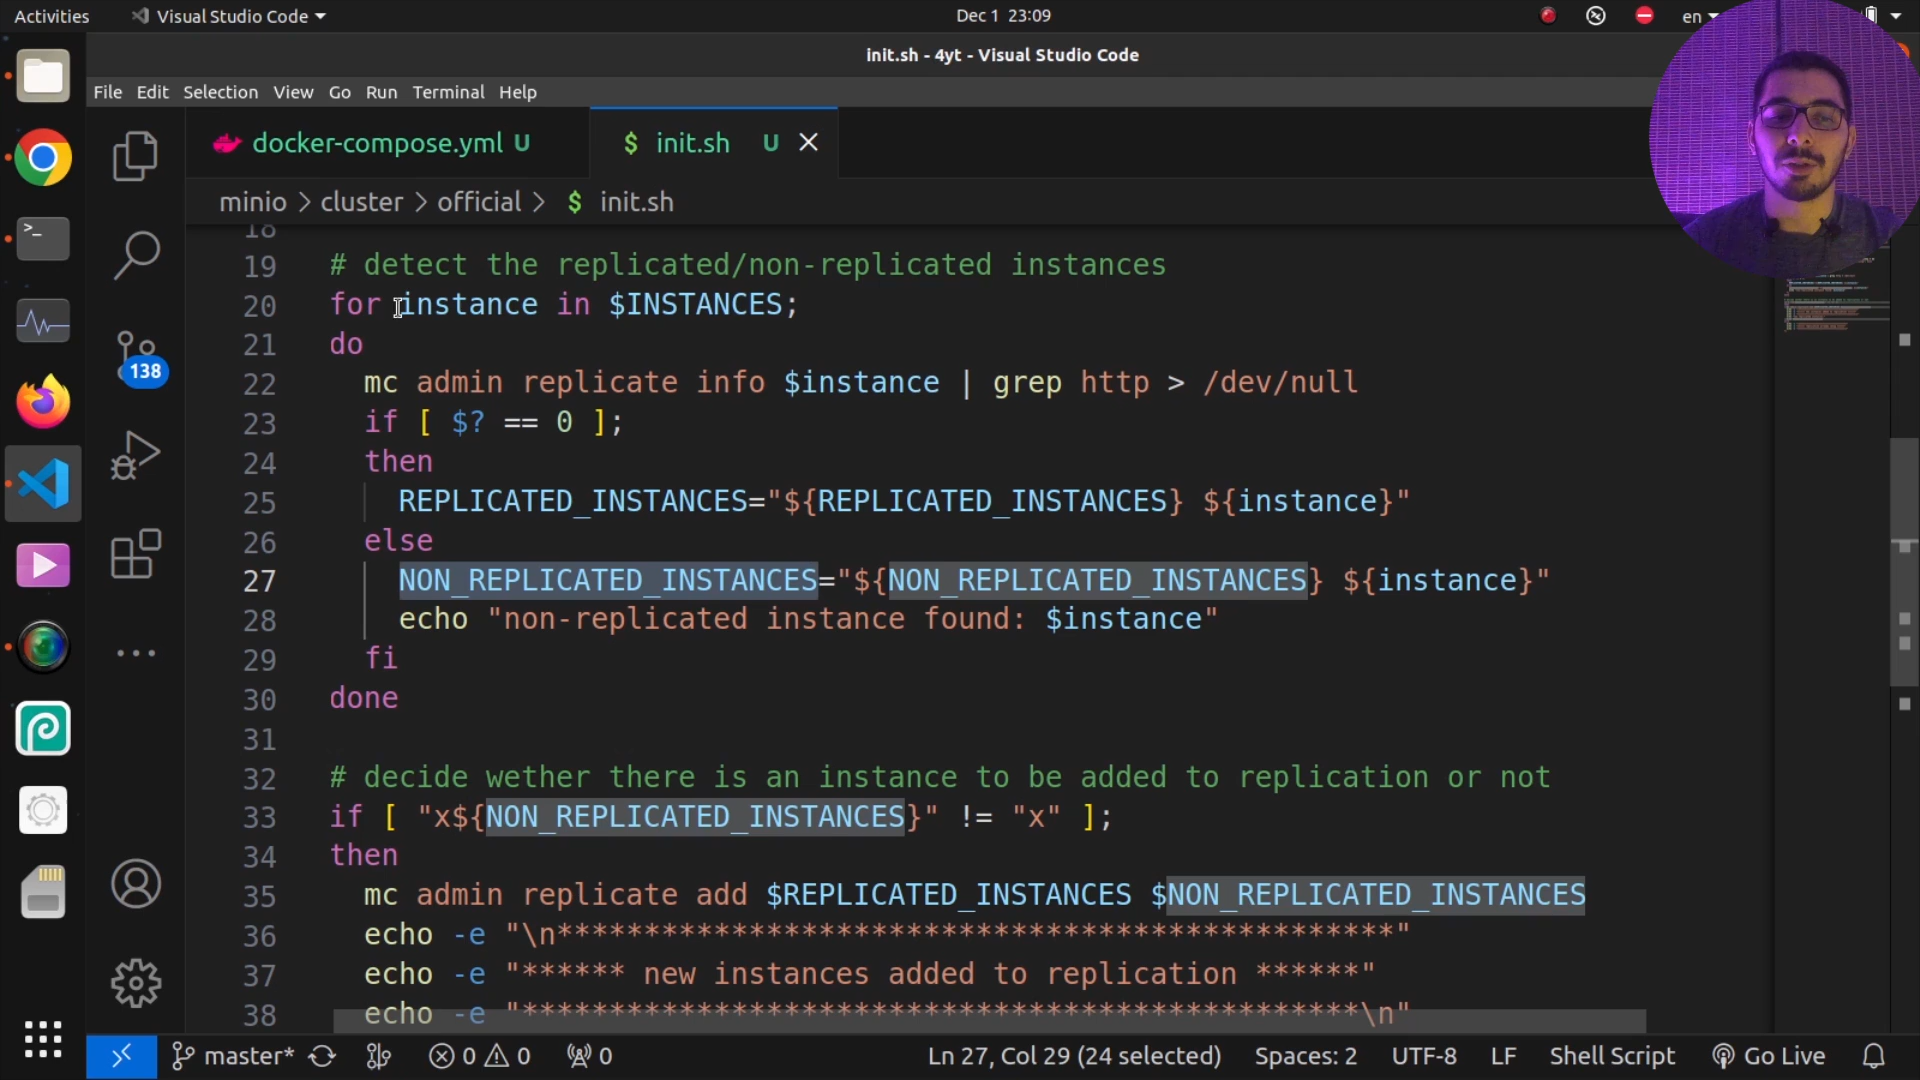 Activities Visual Studio Code Dec 1 23:09 en
init.sh - 4yt - Visual Studio Code
File Edit Selection View Go Run Terminal Help
docker-compose.yml U $ init.sh U
minio > cluster > official > $ init.sh
18
19 # detect the replicated/non-replicated instances
20 for instance in $INSTANCES;
21 do
22 mc admin replicate info $instance | grep http > /dev/null
23 if [ $? == 0 ];
24 then
25 REPLICATED_INSTANCES="${REPLICATED_INSTANCES} ${instance}"
26 else
27 NON_REPLICATED_INSTANCES="${NON_REPLICATED_INSTANCES} ${instance}"
28 echo "non-replicated instance found: $instance"
29 fi
30 done
31
32 # decide wether there is an instance to be added to replication or not
33 if [ "x${NON_REPLICATED_INSTANCES}" != "x" ];
34 then
35 mc admin replicate add $REPLICATED_INSTANCES $NON_REPLICATED_INSTANCES
36 echo -e "\n************************************************"
37 echo -e "****** new instances added to replication ******"
38 echo -e "************************************************\n"
138
master* 0 0 0 Ln 27, Col 29 (24 selected) Spaces: 2 UTF-8 LF Shell Script Go Live